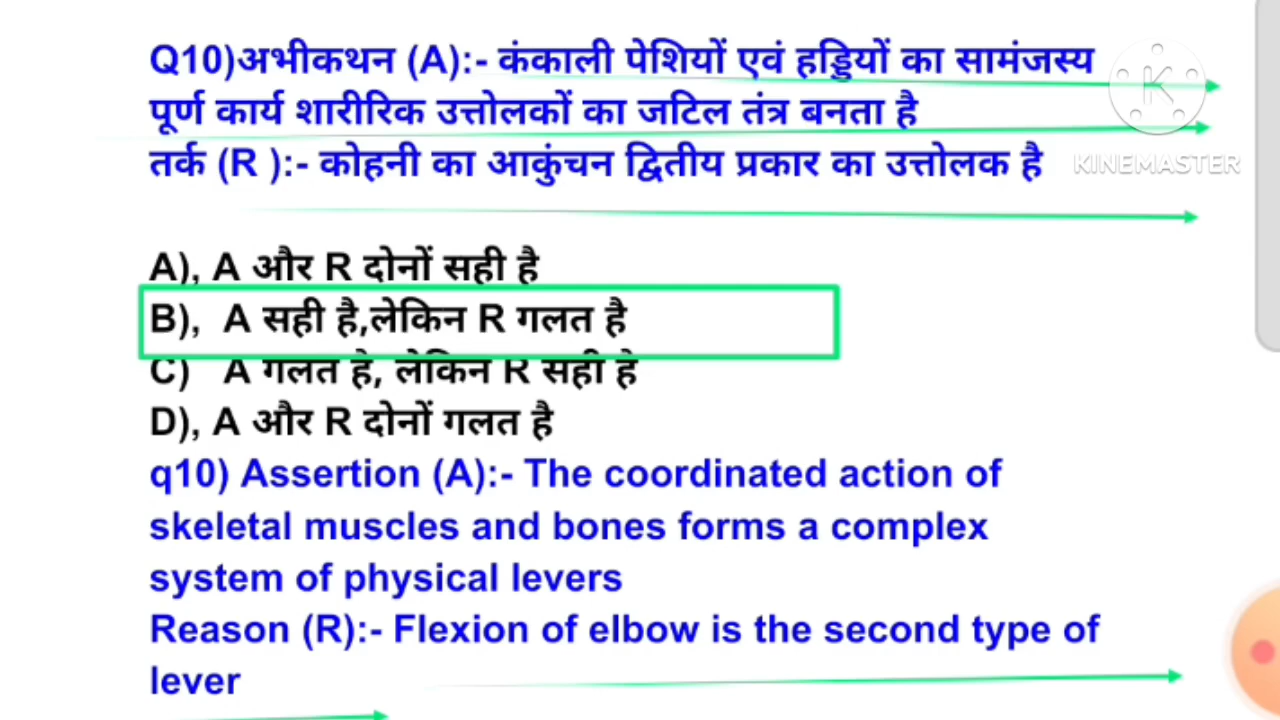 Q10)अभीकथन (A):- कंकाली पेशियों एवं हड्डियों का सामंजस्य
पूर्ण कार्य शारीरिक उत्तोलकों का जटिल तंत्र बनता है
तर्क (R ):- कोहनी का आकुंचन द्वितीय प्रकार का उत्तोलक है
K
KINEMASTER
A), A और R दोनों सही है
B), A सही है,लेकिन R गलत है
C) A गलत है, लेकिन R सही है
D), A और R दोनों गलत है
q10) Assertion (A):- The coordinated action of
skeletal muscles and bones forms a complex
system of physical levers
Reason (R):- Flexion of elbow is the second type of
lever